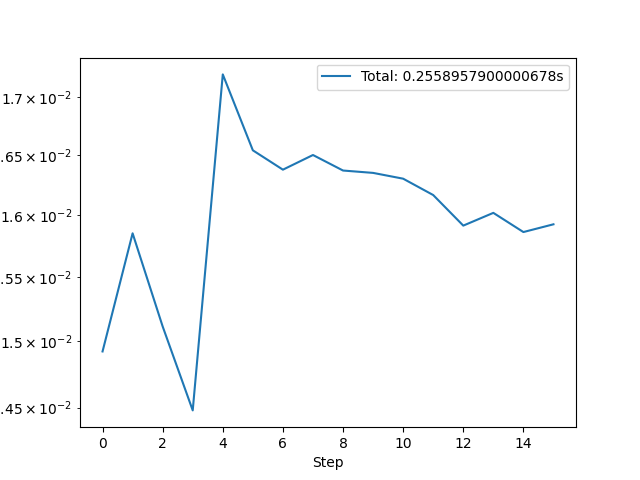 Total: 0.2558957900000678s
1.7 × 10⁻²
.65 × 10⁻²
1.6 × 10⁻²
.55 × 10⁻²
1.5 × 10⁻²
.45 × 10⁻²
0 2 4 6 8 10 12 14
Step